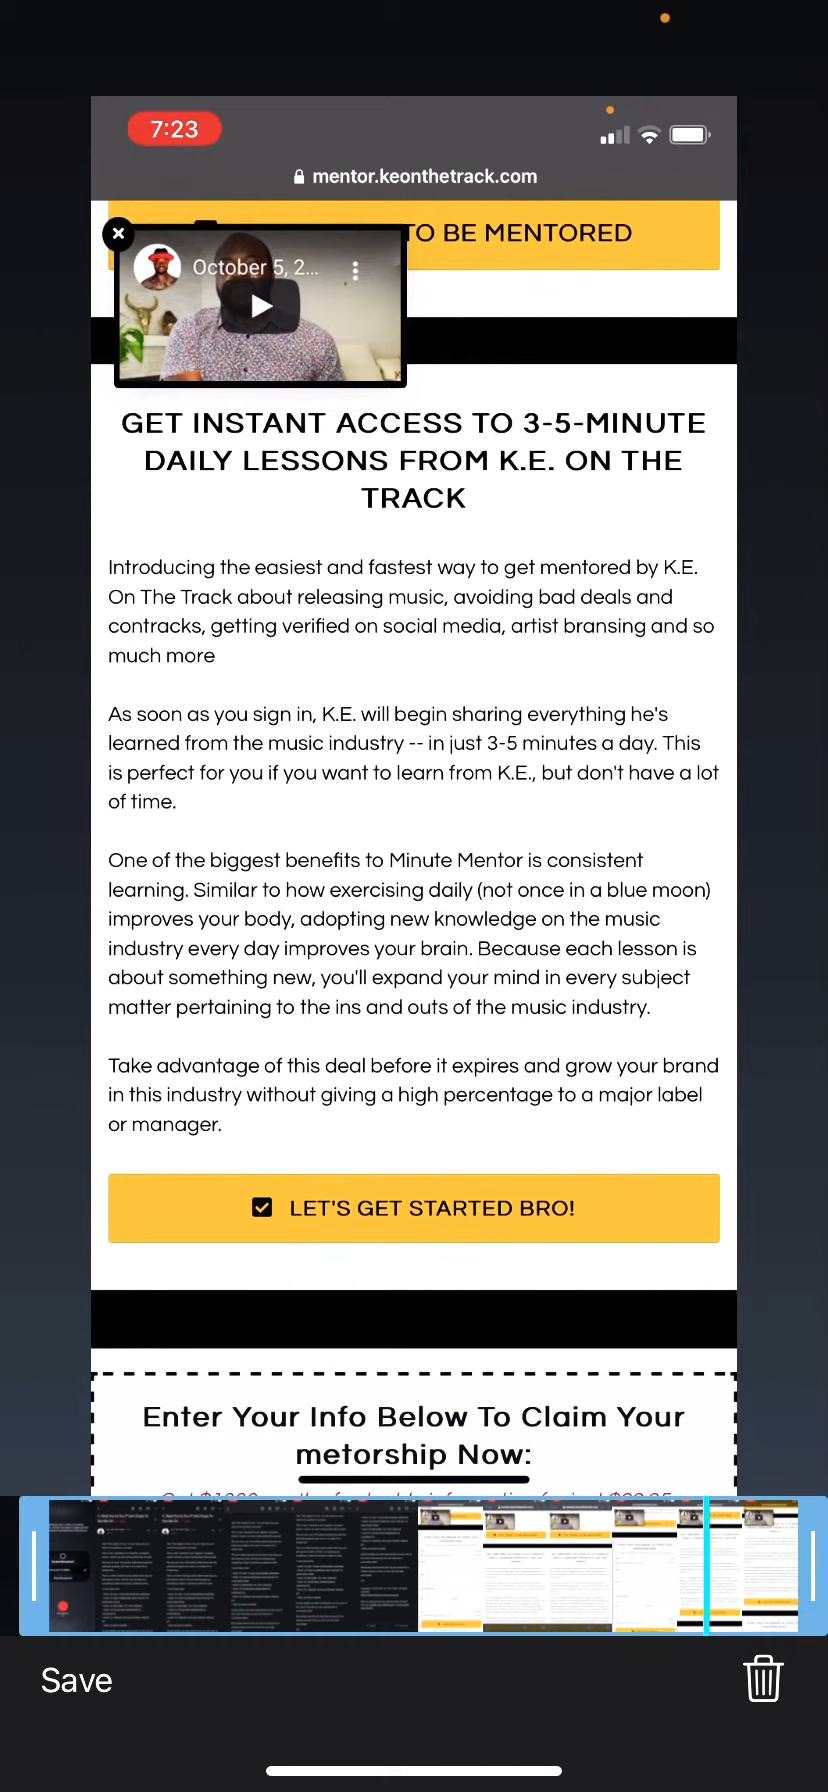 7:23
mentor.keonthetrack.com
TO BE MENTORED
October 5, 2...
GET INSTANT ACCESS TO 3-5-MINUTE
DAILY LESSONS FROM K.E. ON THE
TRACK
Introducing the easiest and fastest way to get mentored by K.E.
On The Track about releasing music, avoiding bad deals and
contracks, getting verified on social media, artist bransing and so
much more
As soon as you sign in, K.E. will begin sharing everything he's
learned from the music industry -- in just 3-5 minutes a day. This
is perfect for you if you want to learn from K.E., but don't have a lot
of time.
One of the biggest benefits to Minute Mentor is consistent
learning. Similar to how exercising daily (not once in a blue moon)
improves your body, adopting new knowledge on the music
industry every day improves your brain. Because each lesson is
about something new, you'll expand your mind in every subject
matter pertaining to the ins and outs of the music industry.
Take advantage of this deal before it expires and grow your brand
in this industry without giving a high percentage to a major label
or manager.
LET'S GET STARTED BRO!
Enter Your Info Below To Claim Your
metorship Now:
Save